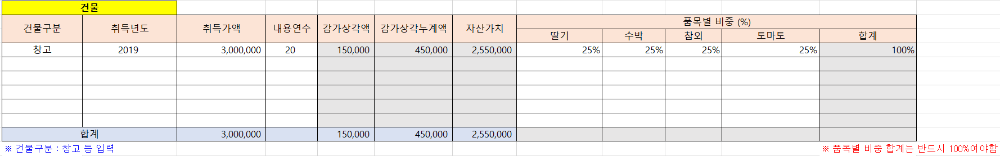 건물
건물구분 취득년도 취득가액 내용연수 감가상각액 감가상각누계액 자산가치 품목별 비중 (%)
딸기 수박 참외 토마토 합계
창고 2019 3,000,000 20 150,000 450,000 2,550,000 25% 25% 25% 25% 100%
합계 3,000,000 150,000 450,000 2,550,000
※ 건물구분 : 창고 등 입력 ※ 품목별 비중 합계는 반드시 100%여야함